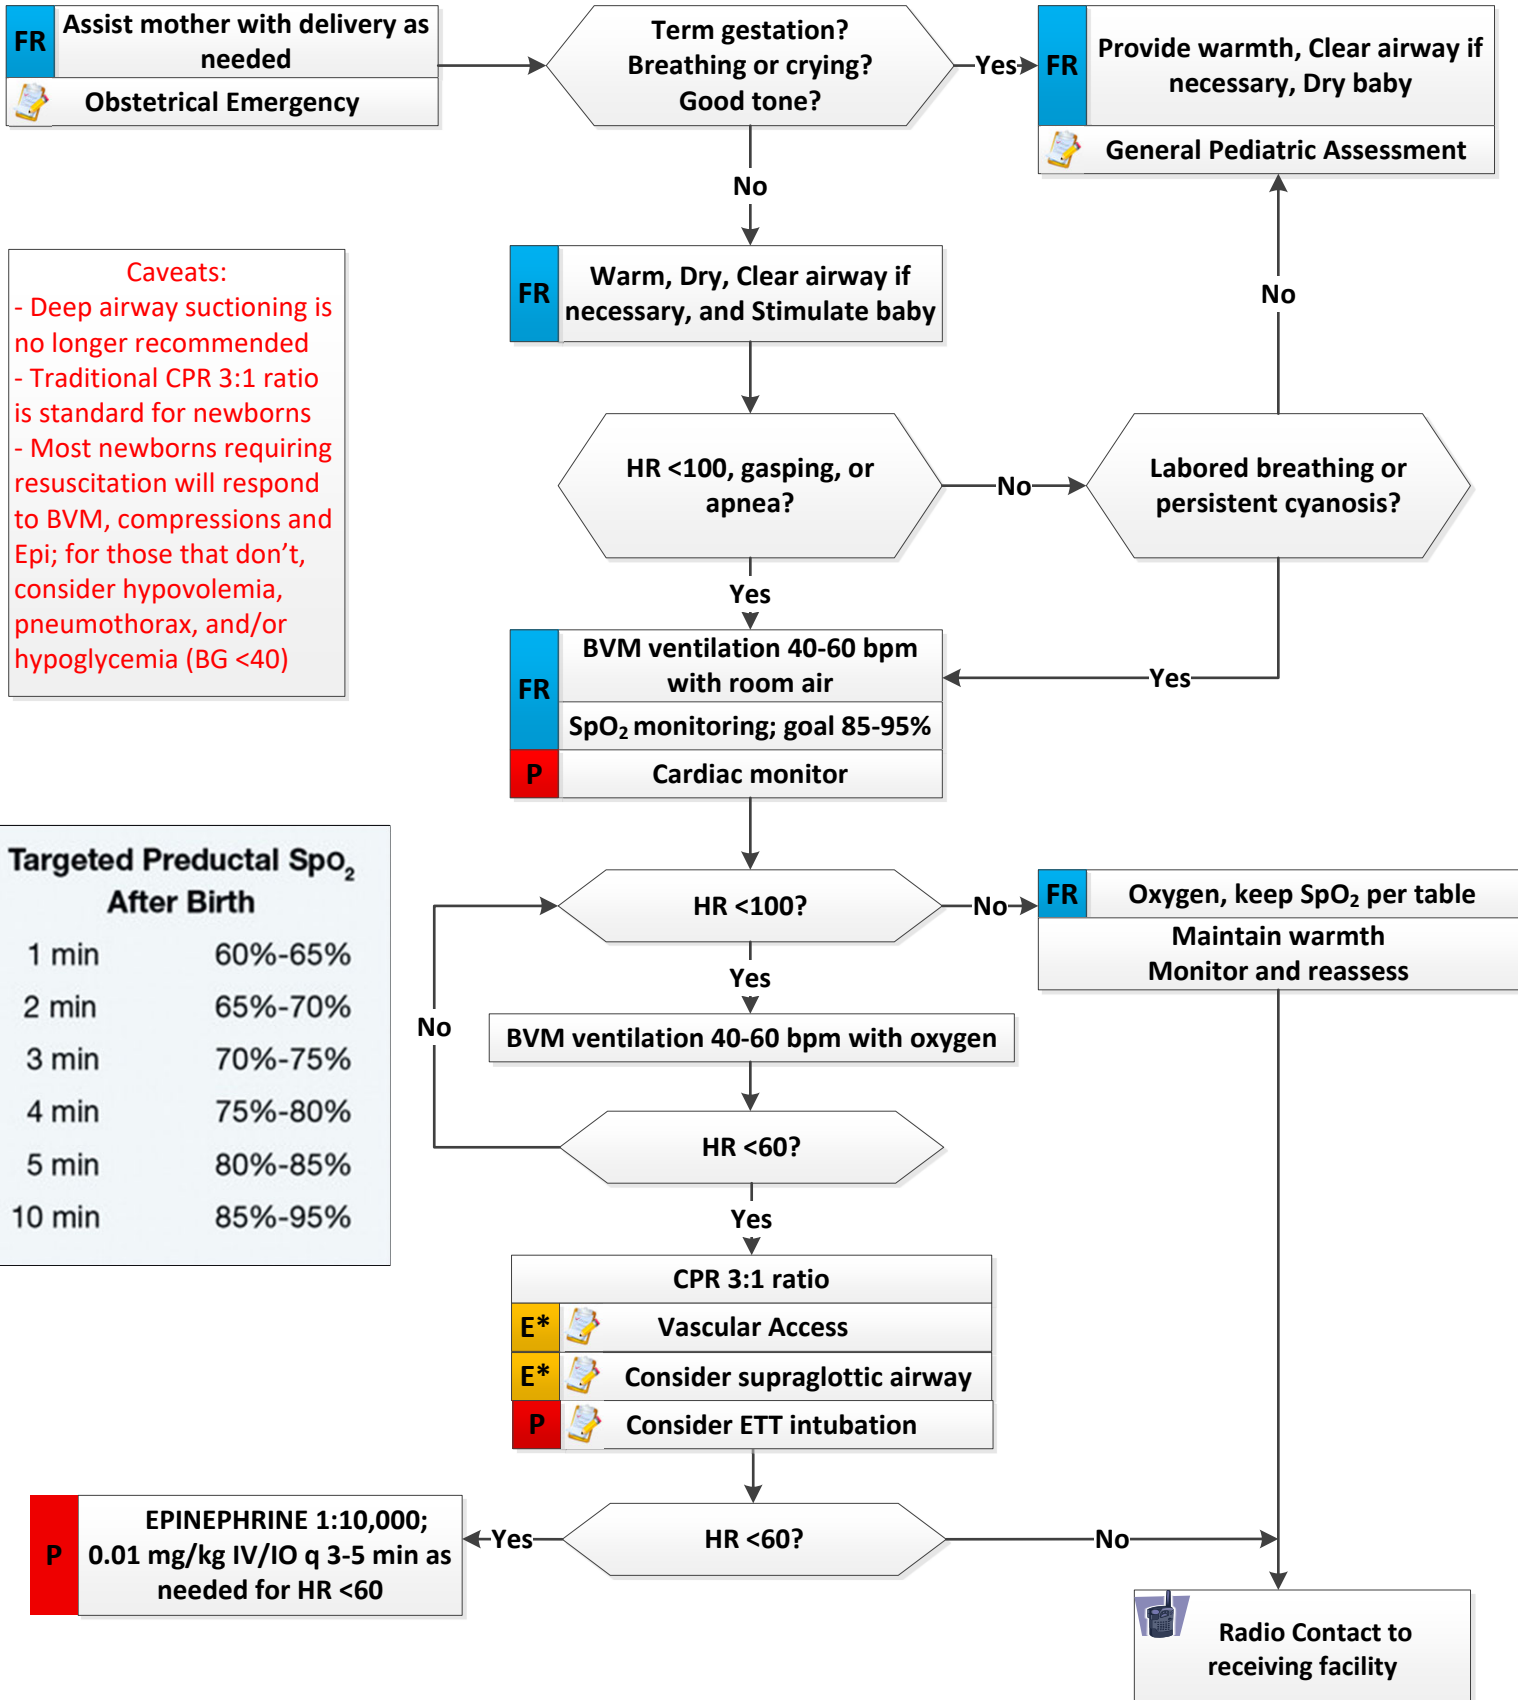 FR
Assist mother with delivery as
needed
Obstetrical Emergency
Term gestation?
Breathing or crying?
Good tone?
Yes
FR
Provide warmth, Clear airway if
necessary, Dry baby
General Pediatric Assessment
No
No
FR
Warm, Dry, Clear airway if
necessary, and Stimulate baby
Caveats:
- Deep airway suctioning is
no longer recommended
- Traditional CPR 3:1 ratio
is standard for newborns
- Most newborns requiring
resuscitation will respond
to BVM, compressions and
Epi; for those that don’t,
consider hypovolemia,
pneumothorax, and/or
hypoglycemia (BG <40)
HR <100, gasping, or
apnea?
No
Labored breathing or
persistent cyanosis?
Yes
Yes
FR
BVM ventilation 40-60 bpm
with room air
SpO₂ monitoring; goal 85-95%
P
Cardiac monitor
Targeted Preductal SpO₂
After Birth
1 min 60%-65%
2 min 65%-70%
3 min 70%-75%
4 min 75%-80%
5 min 80%-85%
10 min 85%-95%
HR <100?
No
FR
Oxygen, keep SpO₂ per table
Maintain warmth
Monitor and reassess
Yes
No
BVM ventilation 40-60 bpm with oxygen
HR <60?
Yes
CPR 3:1 ratio
E* Vascular Access
E* Consider supraglottic airway
P Consider ETT intubation
HR <60?
Yes
No
P
EPINEPHRINE 1:10,000;
0.01 mg/kg IV/IO q 3-5 min as
needed for HR <60
Radio Contact to
receiving facility